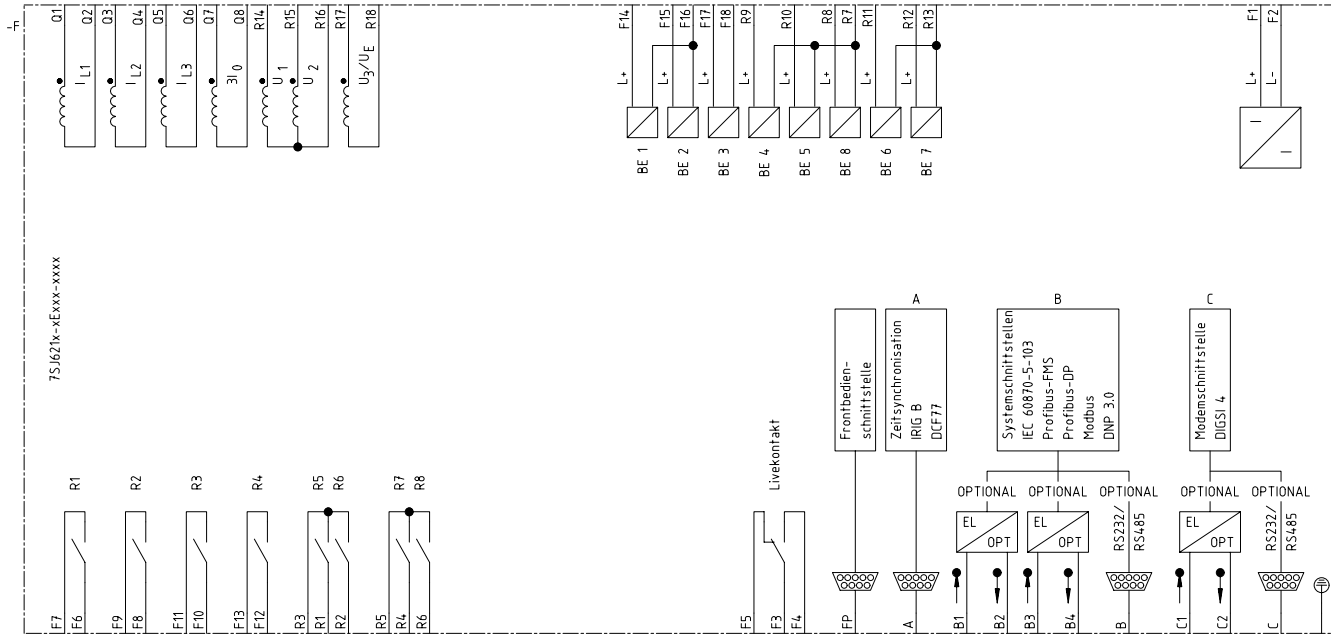 -F
Q1
Q2
Q3
Q4
Q5
Q6
Q7
Q8
R14
R15
R16
R17
R18
F14
F15
F16
F17
F18
R9
R10
R8
R7
R11
R12
R13
F1
F2
I L1
I L2
I L3
3I 0
U 1
U 2
U3/UE
L+
L+
L+
L+
L+
L+
L+
L+
L+
L-
BE 1
BE 2
BE 3
BE 4
BE 5
BE 8
BE 6
BE 7
7SJ621x-xExxx-xxxx
A
B
C
Frontbedien-
schnittstelle
Zeitsynchronisation
IRIG B
DCF77
Systemschnittstellen
IEC 60870-5-103
Profibus-FMS
Profibus-DP
Modbus
DNP 3.0
Modemschnittstelle
DIGSI 4
R1
R2
R3
R4
R5
R6
R7
R8
Livekontakt
OPTIONAL
OPTIONAL
OPTIONAL
OPTIONAL
OPTIONAL
EL
OPT
EL
OPT
RS232/
RS485
EL
OPT
RS232/
RS485
F7
F6
F9
F8
F11
F10
F13
F12
R3
R1
R2
R5
R4
R6
F5
F3
F4
FP
A
B1
B2
B3
B4
B
C1
C2
C